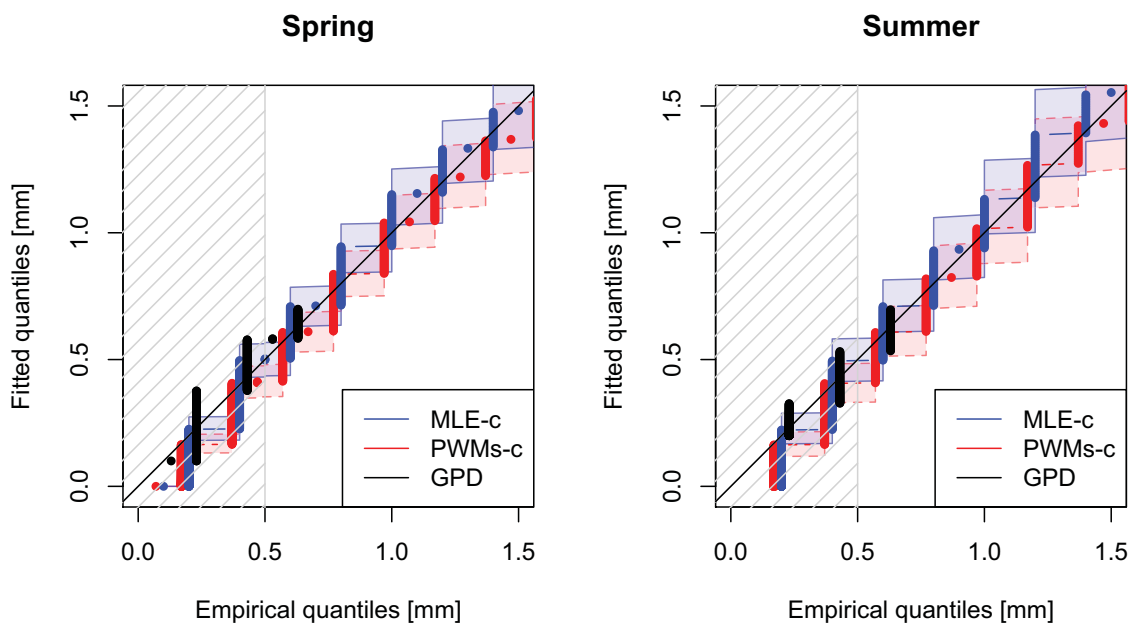 Spring
Fitted quantiles [mm]
1.5
1.0
0.5
0.0
MLE-c
PWMs-c
GPD
0.0 0.5 1.0 1.5
Empirical quantiles [mm]
Summer
Fitted quantiles [mm]
1.5
1.0
0.5
0.0
MLE-c
PWMs-c
GPD
0.0 0.5 1.0 1.5
Empirical quantiles [mm]